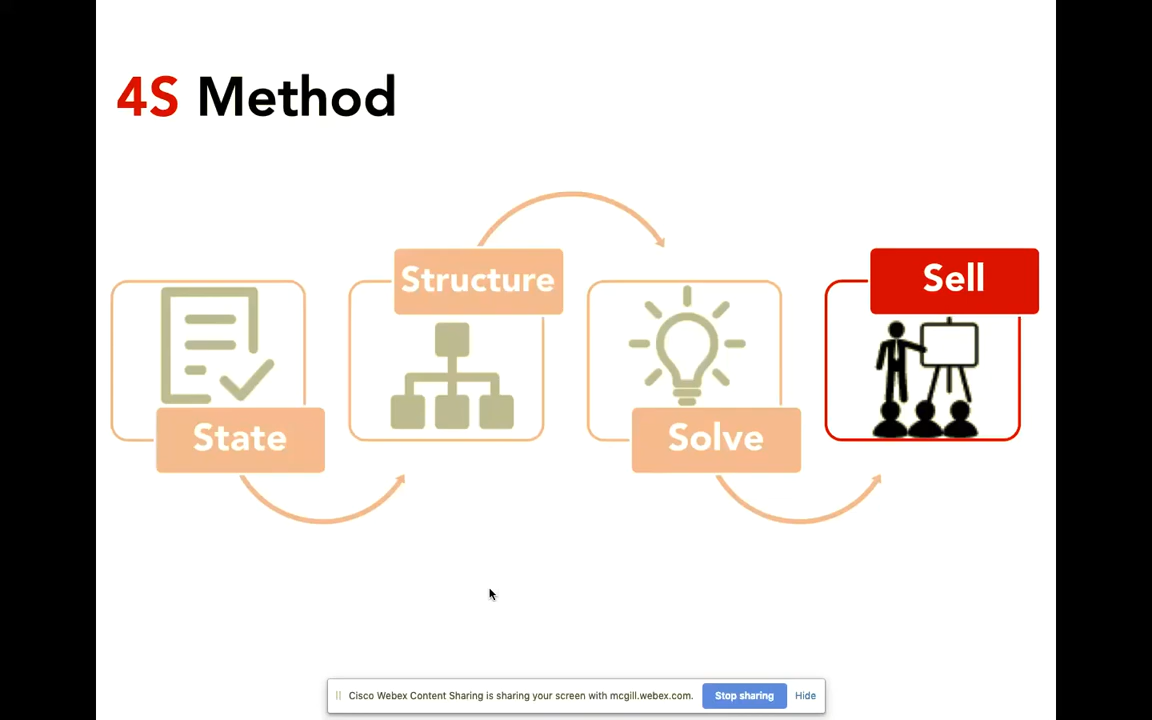 4S Method
Structure
Sell
State
Solve
Cisco Webex Content Sharing is sharing your screen with mcgill.webex.com.
Stop sharing
Hide